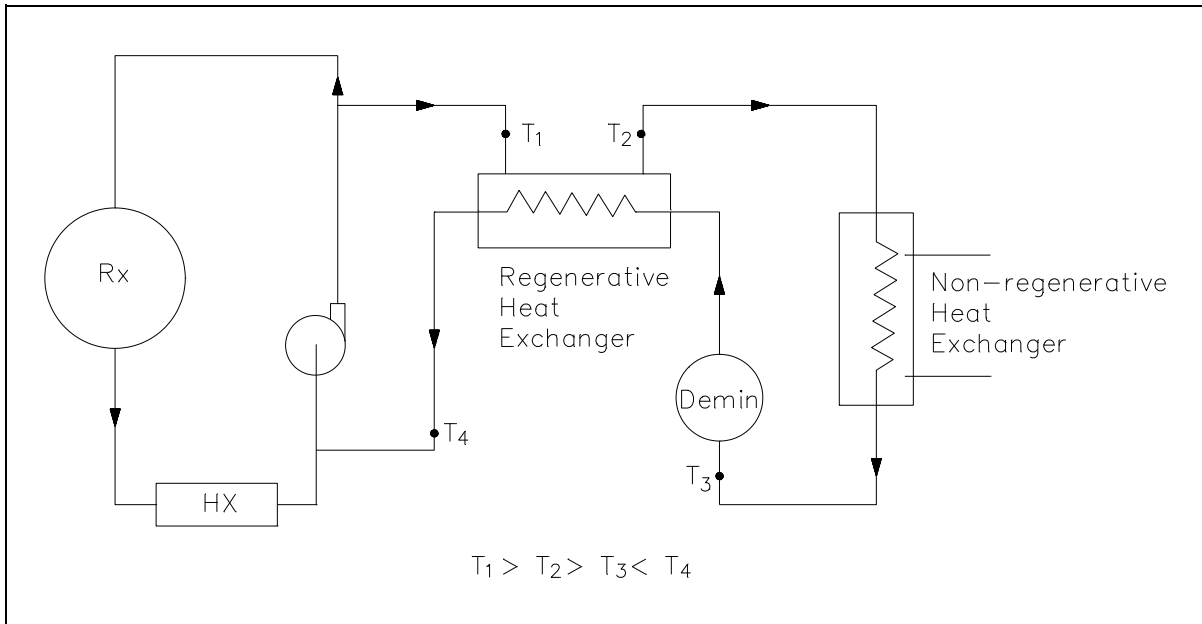 T1
T2
Rx
Regenerative
Heat
Exchanger
Non-regenerative
Heat
Exchanger
Demin
T4
T3
HX
T1 > T2 > T3 < T4